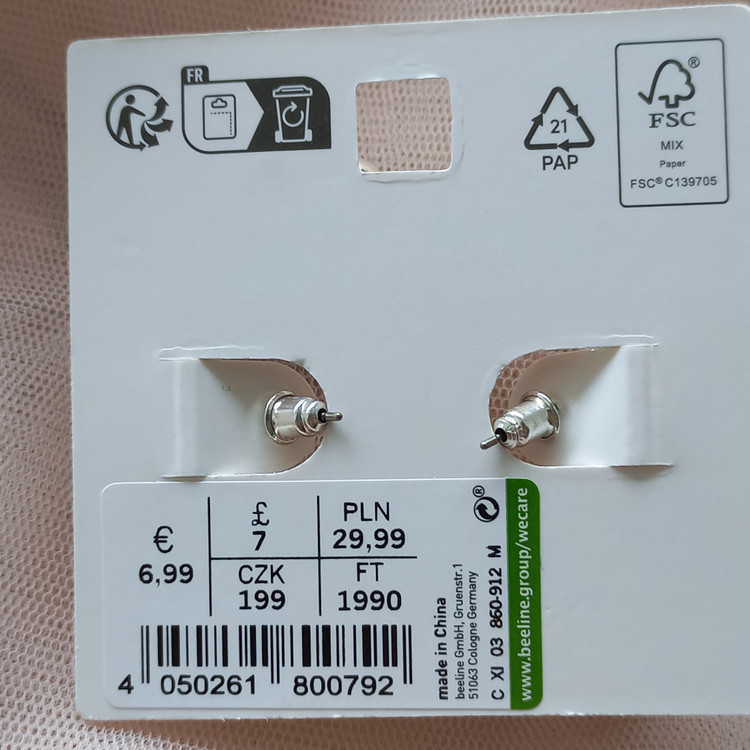 FR
21
PAP
FSC®
MIX
Paper
FSC® C139705
€
6,99
£
7
PLN
29,99
CZK
199
FT
1990
4 050261 800792
made in China
beeline GmbH, Gruenstr.1
51063 Cologne Germany
C XI 03 860-912 M
®
www.beeline.group/wecare